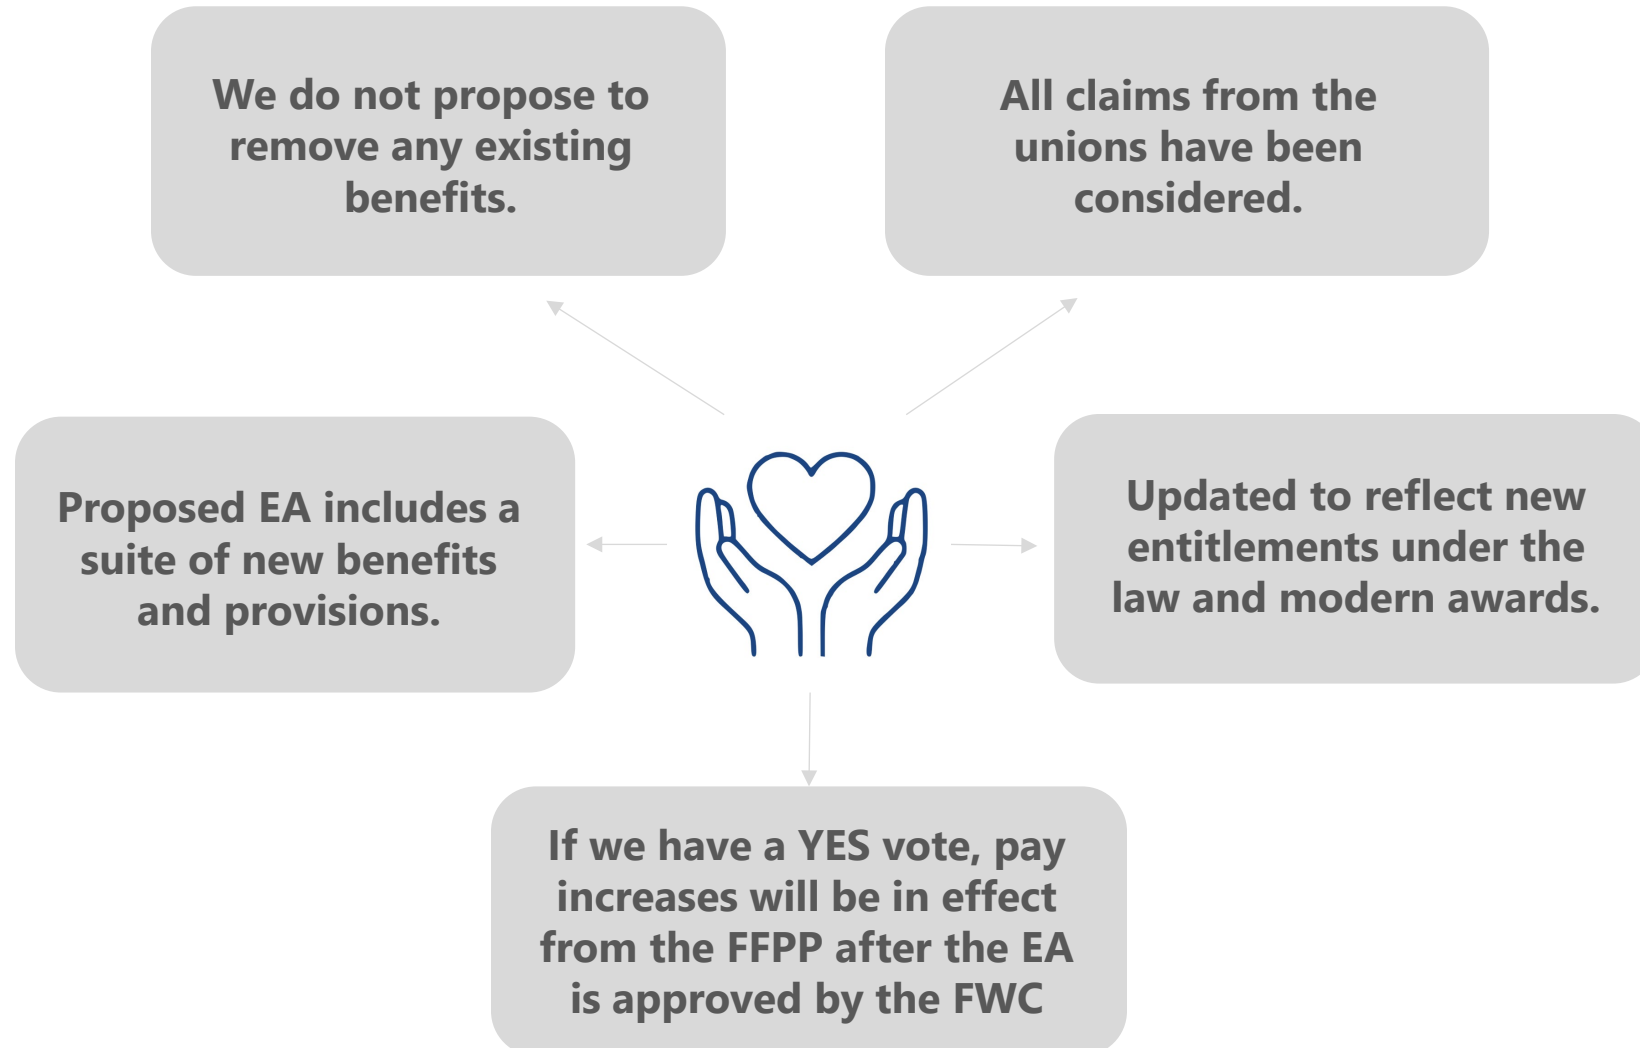 We do not propose to
remove any existing
benefits.
All claims from the
unions have been
considered.
Proposed EA includes a
suite of new benefits
and provisions.
Updated to reflect new
entitlements under the
law and modern awards.
If we have a YES vote, pay
increases will be in effect
from the FFPP after the EA
is approved by the FWC